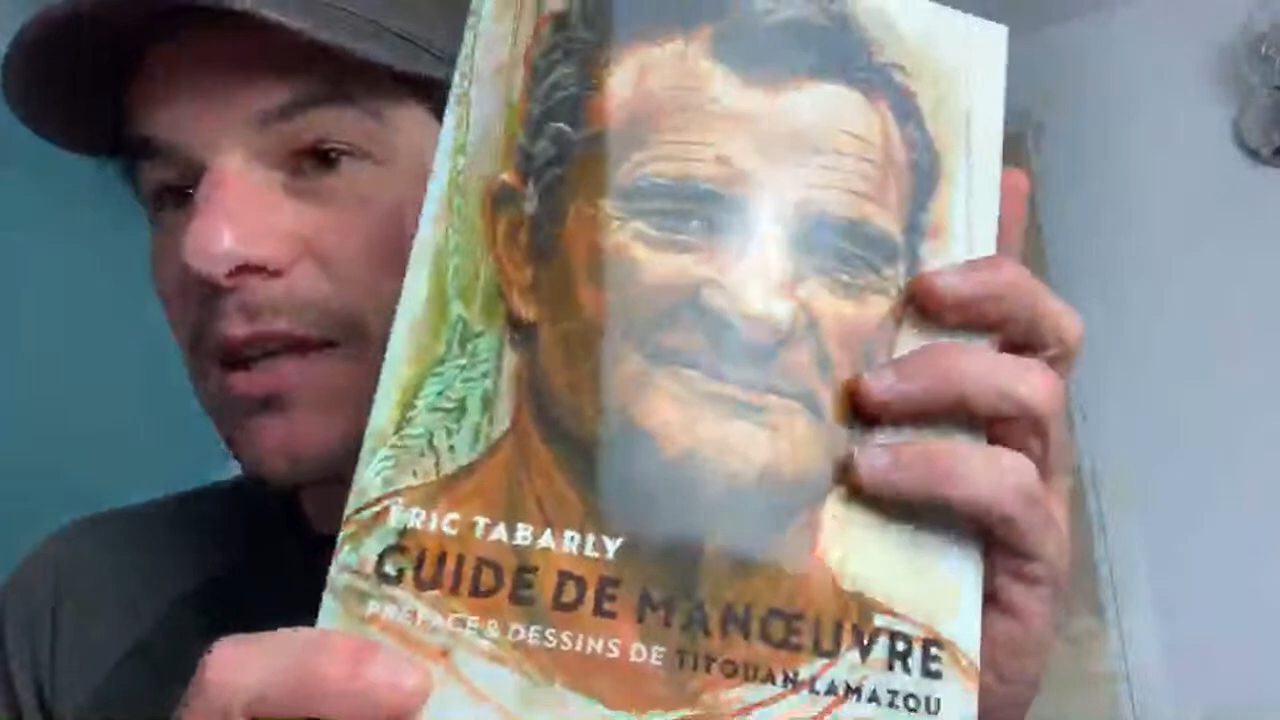 ÉRIC TABARLY
GUIDE DE MANŒUVRE
PRÉFACE & DESSINS DE TITOUAN LAMAZOU